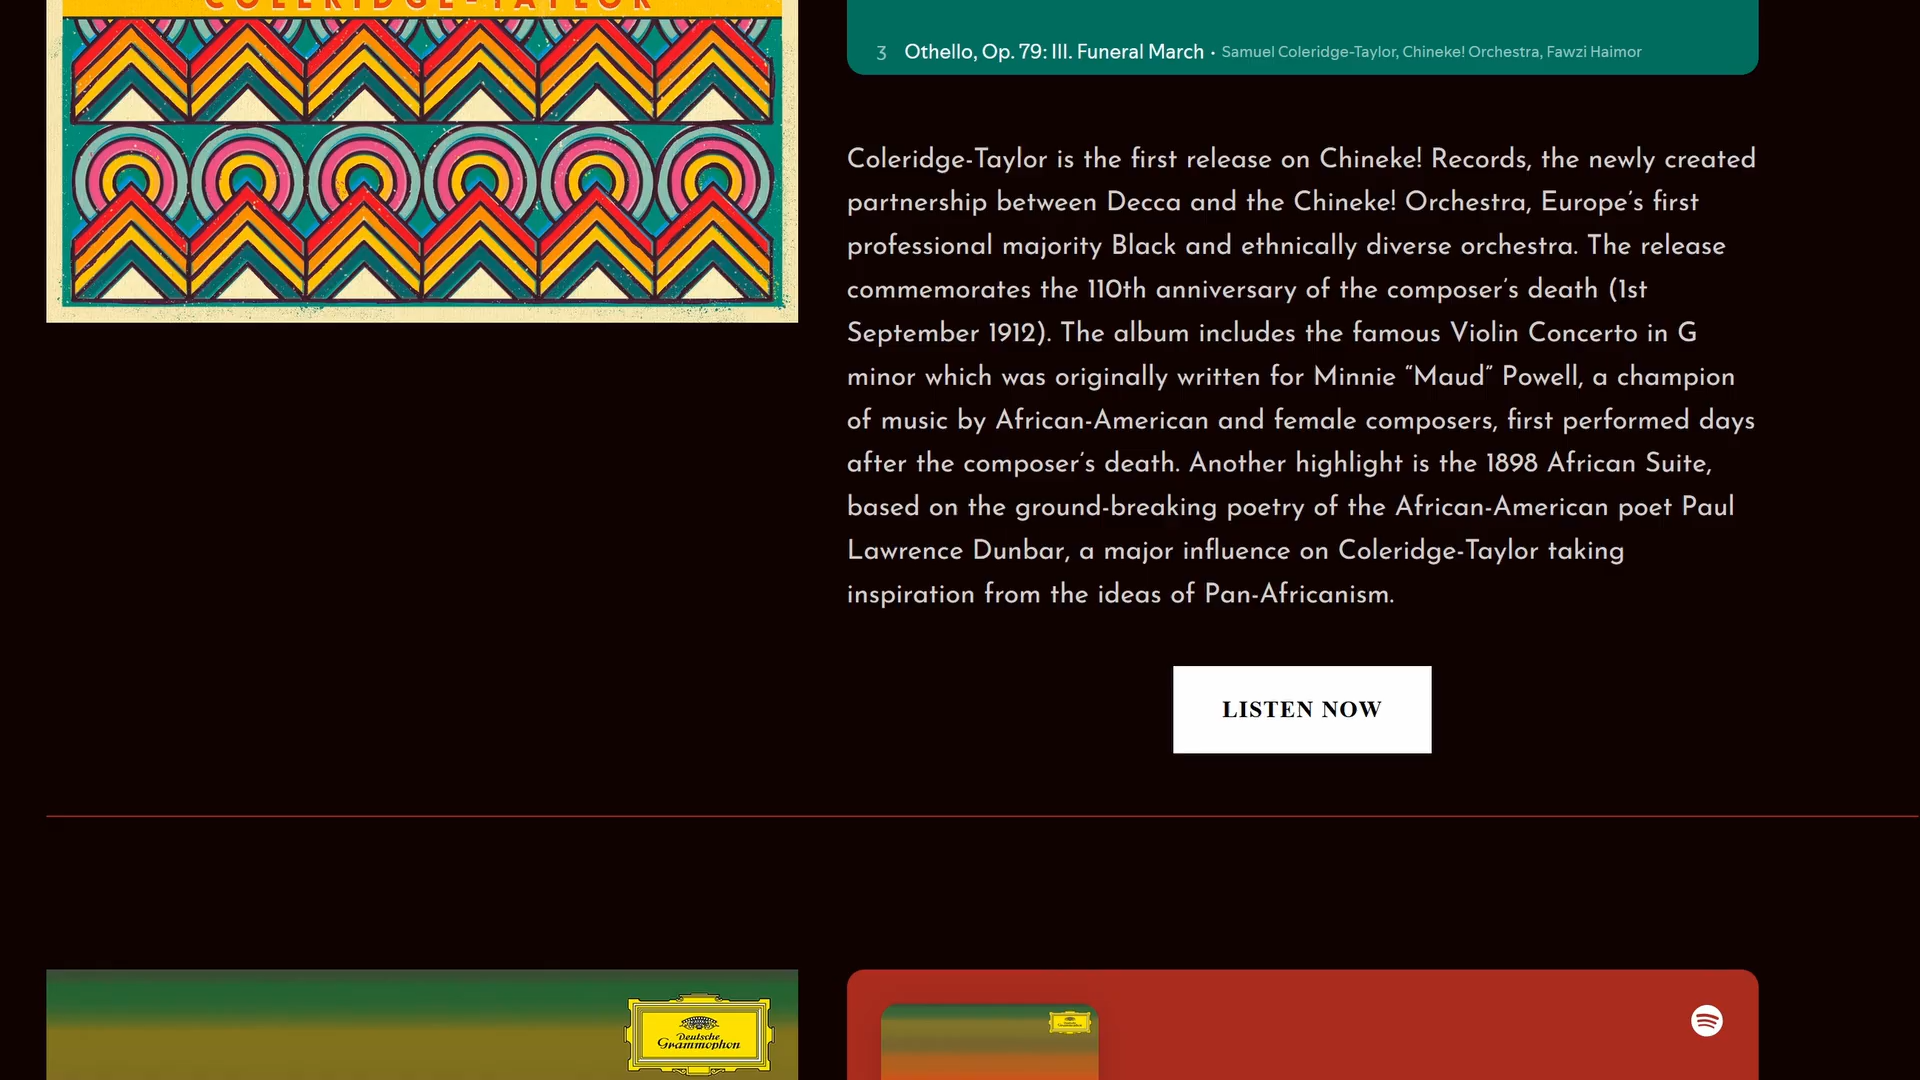 COLERIDGE-TAYLOR
3 Othello, Op. 79: III. Funeral March • Samuel Coleridge-Taylor, Chineke! Orchestra, Fawzi Haimor
Coleridge-Taylor is the first release on Chineke! Records, the newly created
partnership between Decca and the Chineke! Orchestra, Europe’s first
professional majority Black and ethnically diverse orchestra. The release
commemorates the 110th anniversary of the composer’s death (1st
September 1912). The album includes the famous Violin Concerto in G
minor which was originally written for Minnie “Maud” Powell, a champion
of music by African-American and female composers, first performed days
after the composer’s death. Another highlight is the 1898 African Suite,
based on the ground-breaking poetry of the African-American poet Paul
Lawrence Dunbar, a major influence on Coleridge-Taylor taking
inspiration from the ideas of Pan-Africanism.
LISTEN NOW
Deutsche
Grammophon